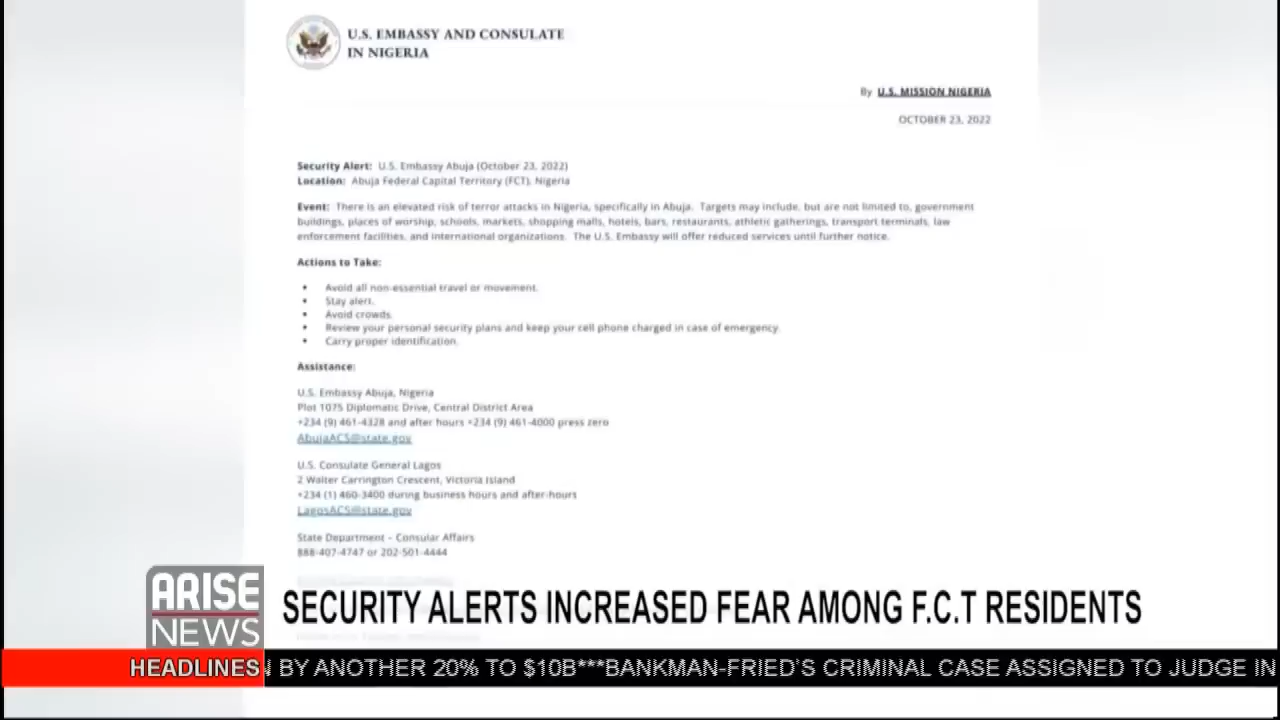 U.S. EMBASSY AND CONSULATE
IN NIGERIA
By U.S. MISSION NIGERIA
OCTOBER 23, 2022
Security Alert: U.S. Embassy Abuja (October 23, 2022)
Location: Abuja Federal Capital Territory (FCT), Nigeria
Event: There is an elevated risk of terror attacks in Nigeria, specifically in Abuja. Targets may include, but are not limited to, government
buildings, places of worship, schools, markets, shopping malls, hotels, bars, restaurants, athletic gatherings, transport terminals, law
enforcement facilities, and international organizations. The U.S. Embassy will offer reduced services until further notice.
Actions to Take:
• Avoid all non-essential travel or movement.
• Stay alert.
• Avoid crowds.
• Review your personal security plans and keep your cell phone charged in case of emergency.
• Carry proper identification.
Assistance:
U.S. Embassy Abuja, Nigeria
Plot 1075 Diplomatic Drive, Central District Area
+234 (9) 461-4328 and after hours +234 (9) 461-4000 press zero
AbujaACS@state.gov
U.S. Consulate General Lagos
2 Walter Carrington Crescent, Victoria Island
+234 (1) 460-3400 during business hours and after-hours
LagosACS@state.gov
State Department – Consular Affairs
888-407-4747 or 202-501-4444
ARISE
NEWS
SECURITY ALERTS INCREASED FEAR AMONG F.C.T RESIDENTS
HEADLINES
BY ANOTHER 20% TO $10B***BANKMAN-FRIED'S CRIMINAL CASE ASSIGNED TO JUDGE IN